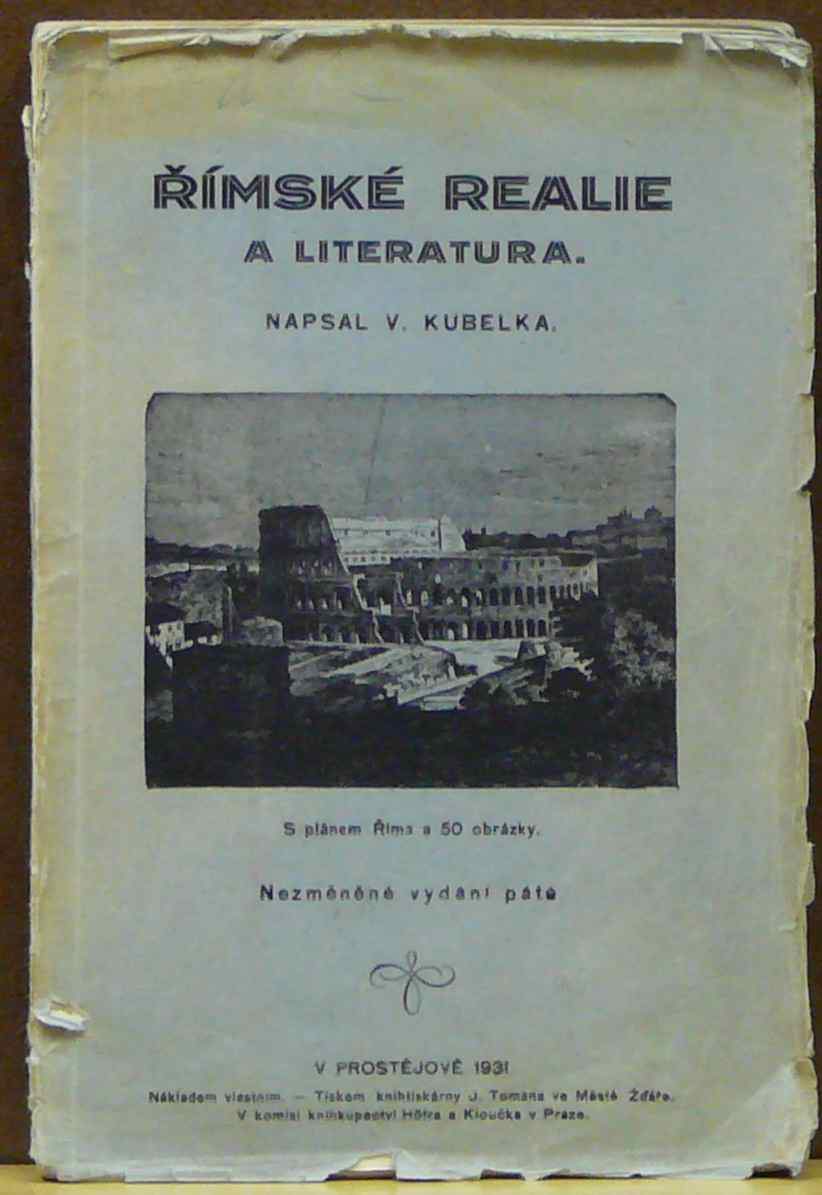 ŘÍMSKÉ REALIE
A LITERATURA.
NAPSAL V. KUBELKA.
S plánem Říma a 50 obrázky.
Nezměněné vydání páté
V PROSTĚJOVĚ 1931
Nákladem vlastním. — Tiskem knihtiskárny J. Tomana ve Městě Žďáře.
V komisi knihkupectví Höfra a Kloučka v Praze.